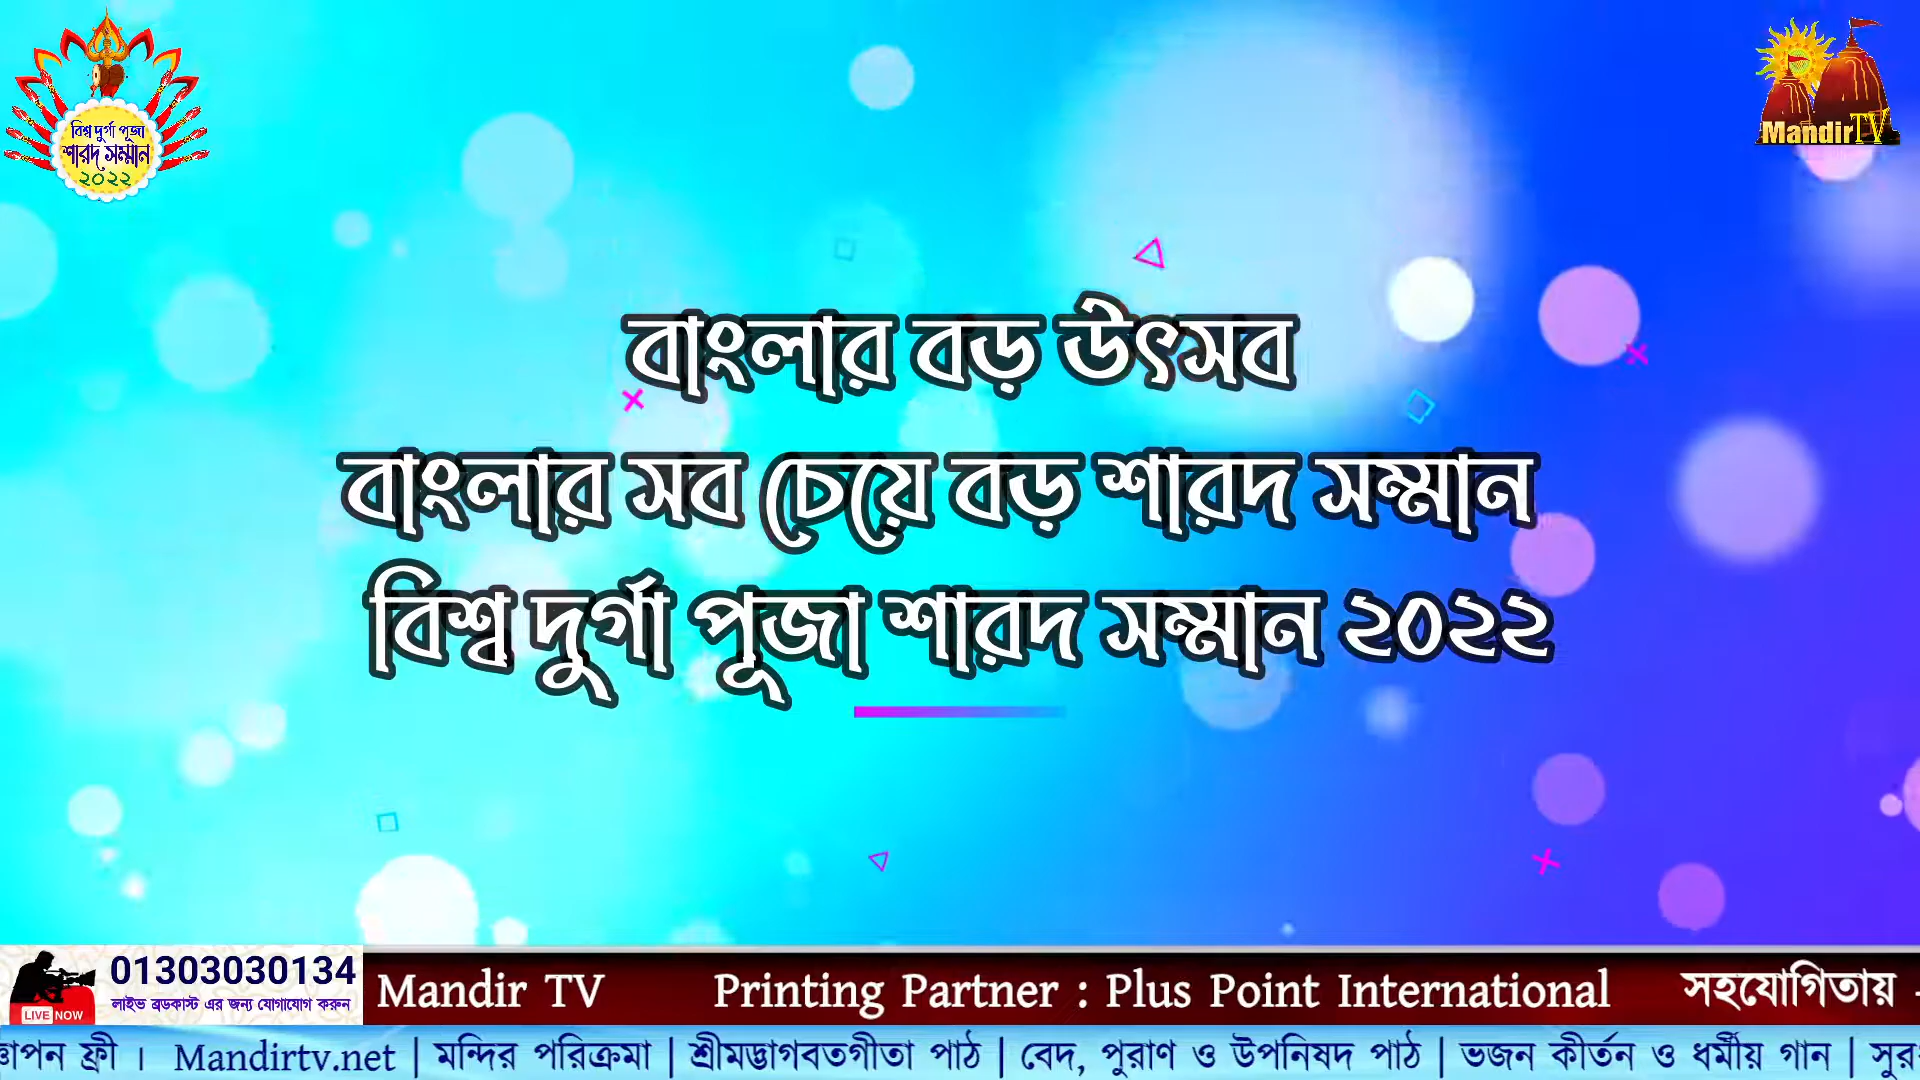 বিশ্ব দুর্গা পূজা
শারদ সম্মান
২০২২
MandirTV
বাংলার বড় উৎসব
বাংলার সব চেয়ে বড় শারদ সম্মান
বিশ্ব দুর্গা পূজা শারদ সম্মান ২০২২
01303030134
লাইভ ব্রডকাস্ট এর জন্য যোগাযোগ করুন
LIVE NOW
Mandir TV Printing Partner : Plus Point International সহযোগিতায় -
ফ্রী । Mandirtv.net | মন্দির পরিক্রমা | শ্রীমদ্ভাগবতগীতা পাঠ | বেদ, পুরাণ ও উপনিষদ পাঠ | ভজন কীর্তন ও ধর্মীয় গান |